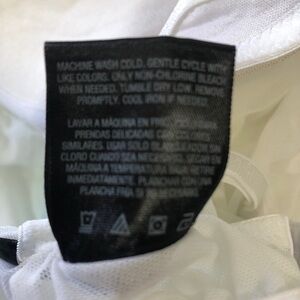 MACHINE WASH COLD, GENTLE CYCLE WITH
LIKE COLORS. ONLY NON-CHLORINE BLEACH
WHEN NEEDED. TUMBLE DRY LOW. REMOVE
PROMPTLY. COOL IRON IF NEEDED.
LAVAR A MÁQUINA EN FRÍO, CICLO
PRENDAS DELICADAS CON COLORES
SIMILARES. USAR SOLO BLANQUEADOR SIN
CLORO CUANDO SEA NECESARIO. SECAR EN
MÁQUINA A TEMPERATURA BAJA. RETIRE
INMEDIATAMENTE. PLANCHAR CON UNA
PLANCHA FRÍA SI ES NECESARIO.